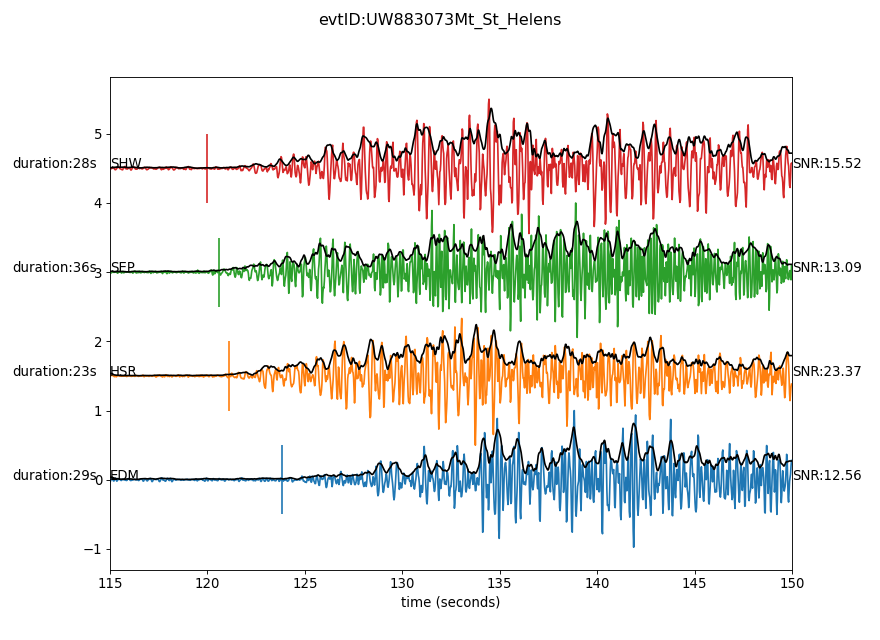 evtID:UW883073Mt_St_Helens
5
duration:28s SHW SNR:15.52
4
duration:36s SEP SNR:13.09
3
2
duration:23s HSR SNR:23.37
1
duration:29s EDM SNR:12.56
0
−1
115 120 125 130 135 140 145 150
time (seconds)